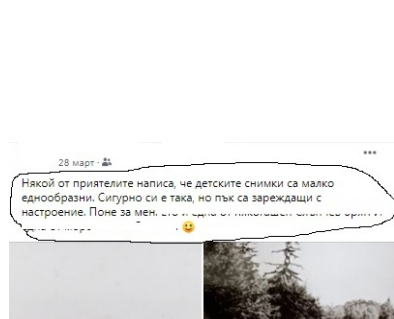 28 март
Някой от приятелите написа, че детските снимки са малко
еднообразни. Сигурно си е така, но пък са зареждащи с
настроение. Поне за мен.